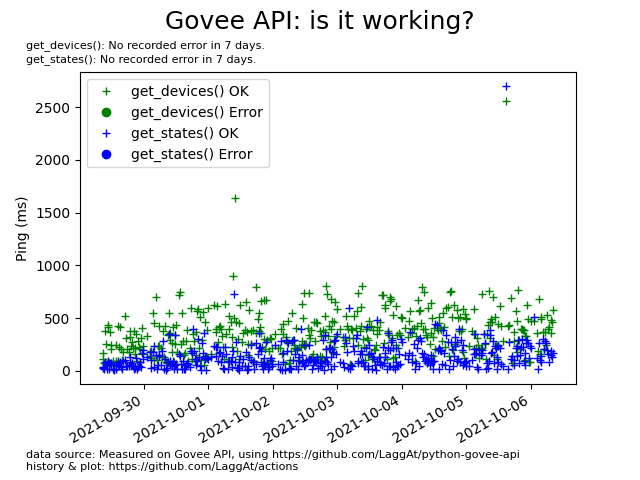 Govee API: is it working?
get_devices(): No recorded error in 7 days.
get_states(): No recorded error in 7 days.
get_devices() OK
get_devices() Error
get_states() OK
get_states() Error
Ping (ms)
2500
2000
1500
1000
500
0
2021-09-30
2021-10-01
2021-10-02
2021-10-03
2021-10-04
2021-10-05
2021-10-06
data source: Measured on Govee API, using https://github.com/LaggAt/python-govee-api
history & plot: https://github.com/LaggAt/actions